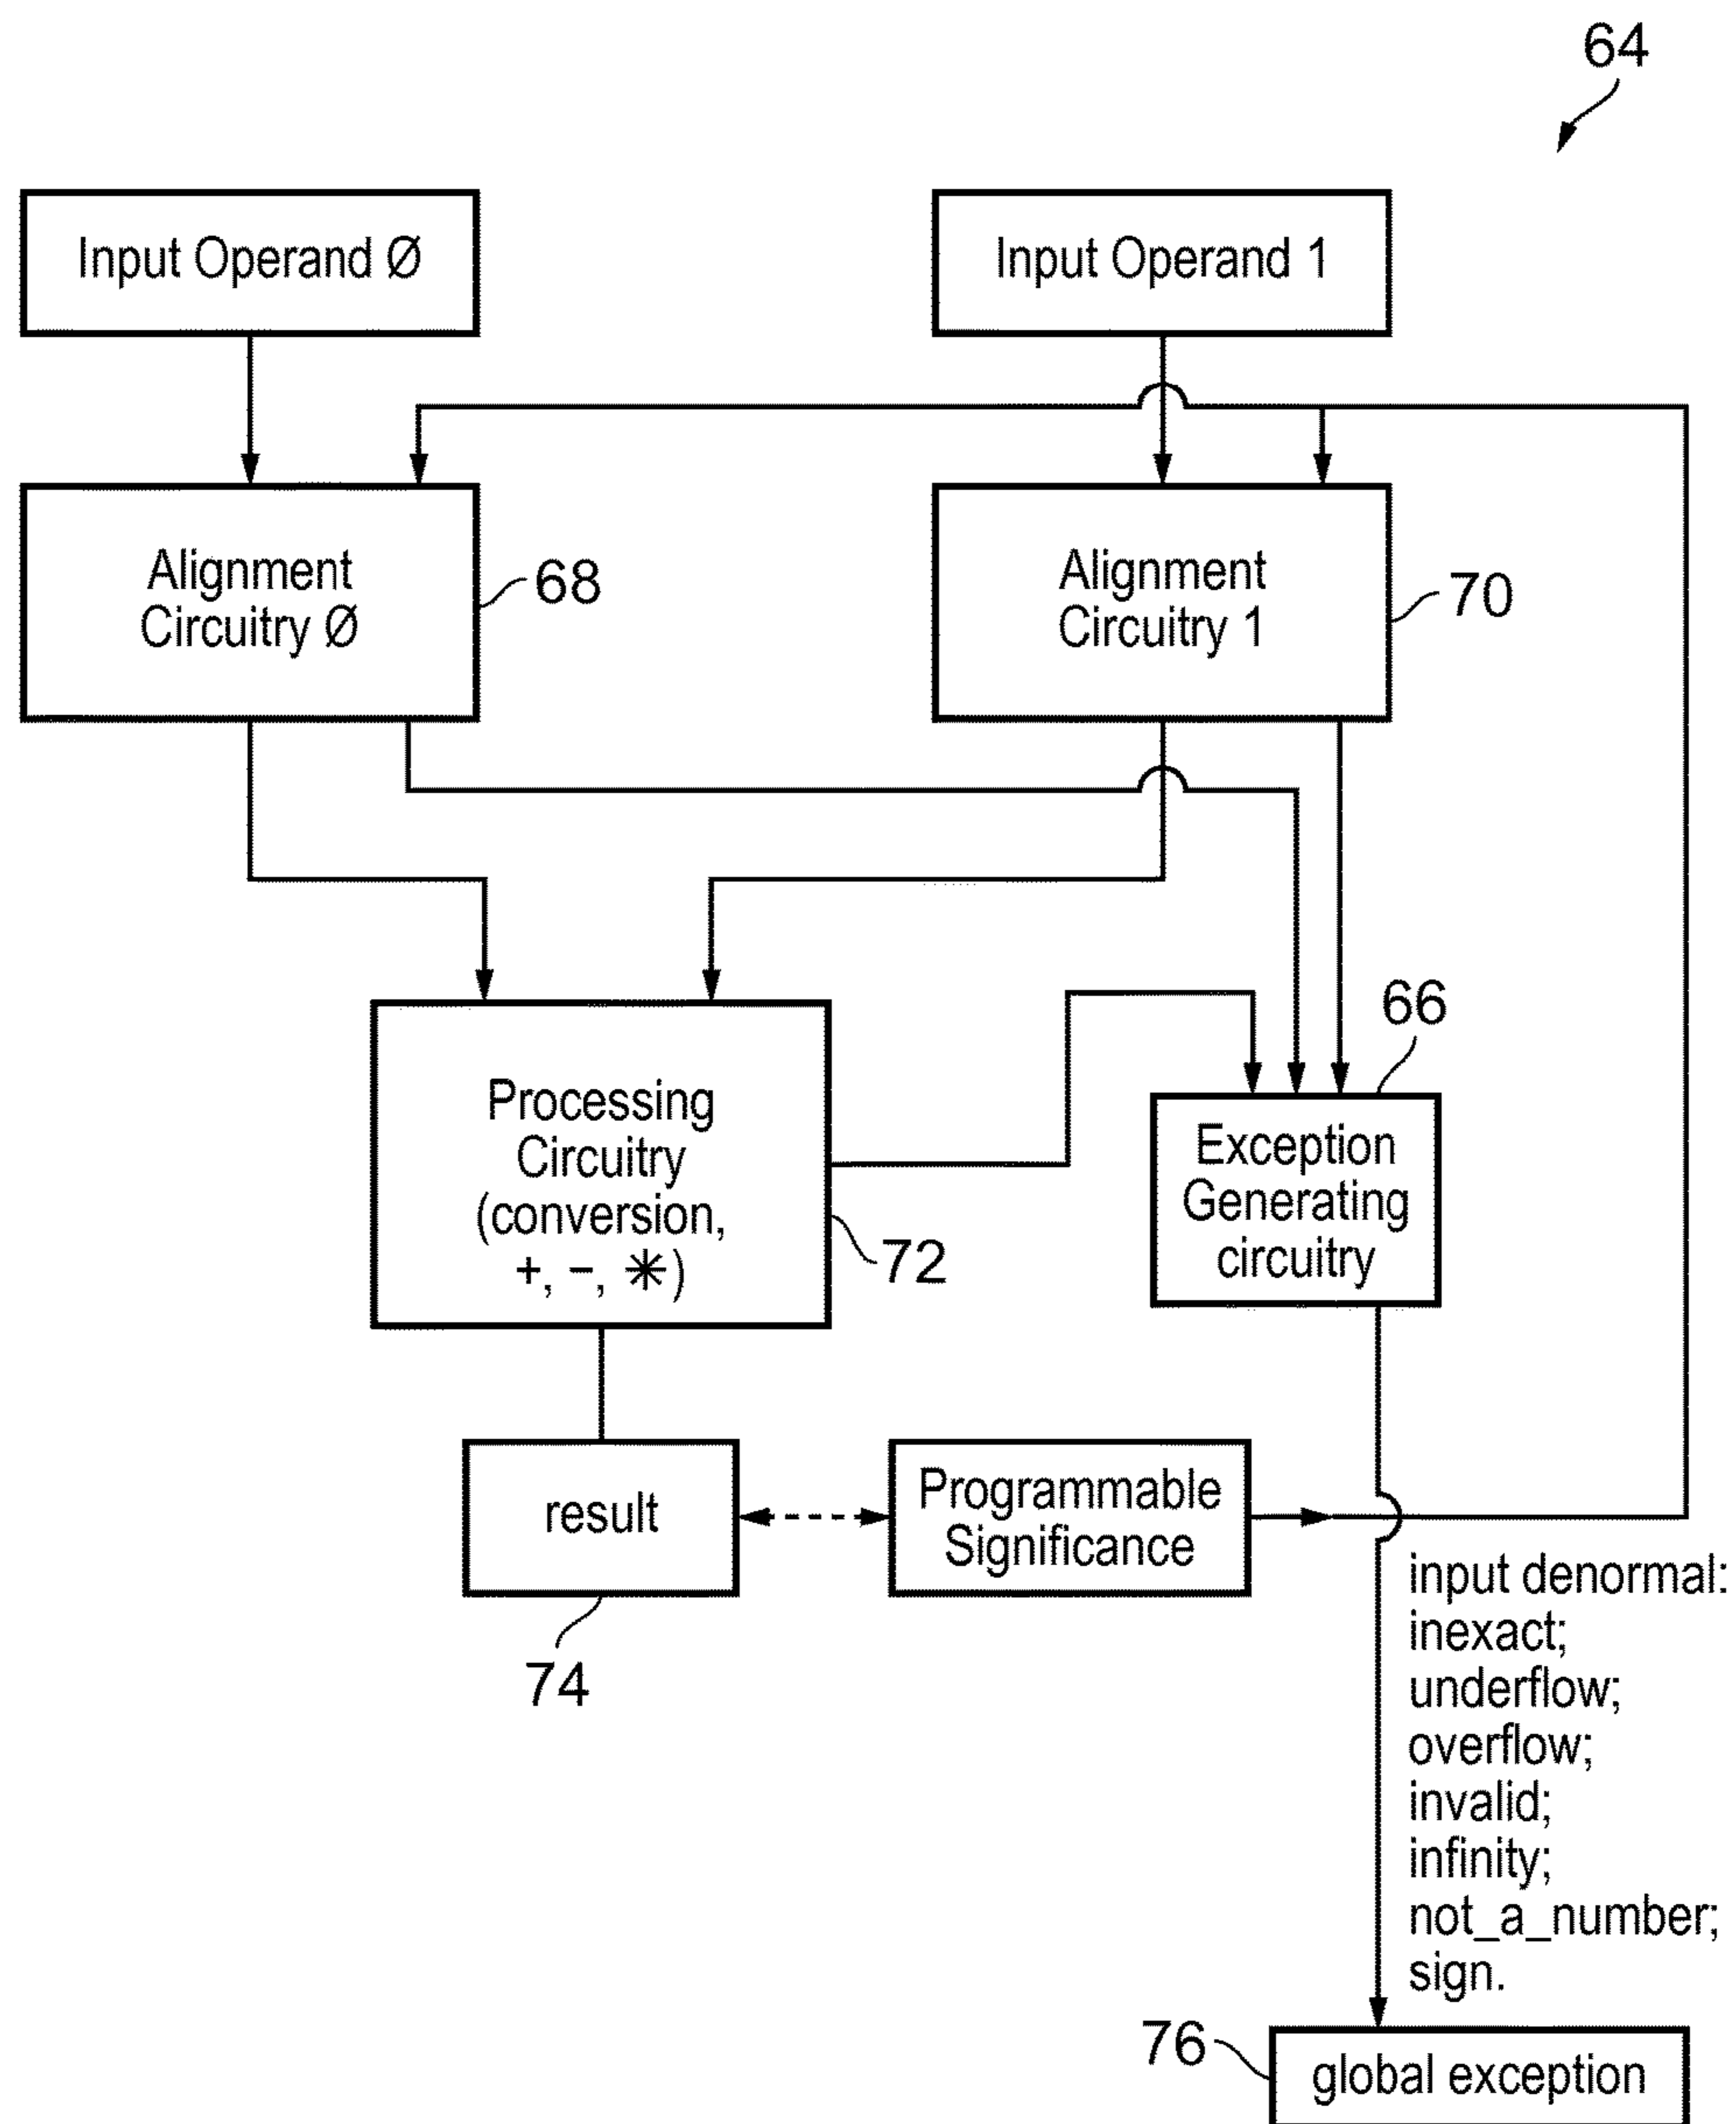 64
Input Operand Ø
Input Operand 1
Alignment
Circuitry Ø
68
Alignment
Circuitry 1
70
Processing
Circuitry
(conversion,
+, −, ✳)
72
66
Exception
Generating
circuitry
result
74
Programmable
Significance
input denormal:
inexact;
underflow;
overflow;
invalid;
infinity;
not_a_number;
sign.
76
global exception